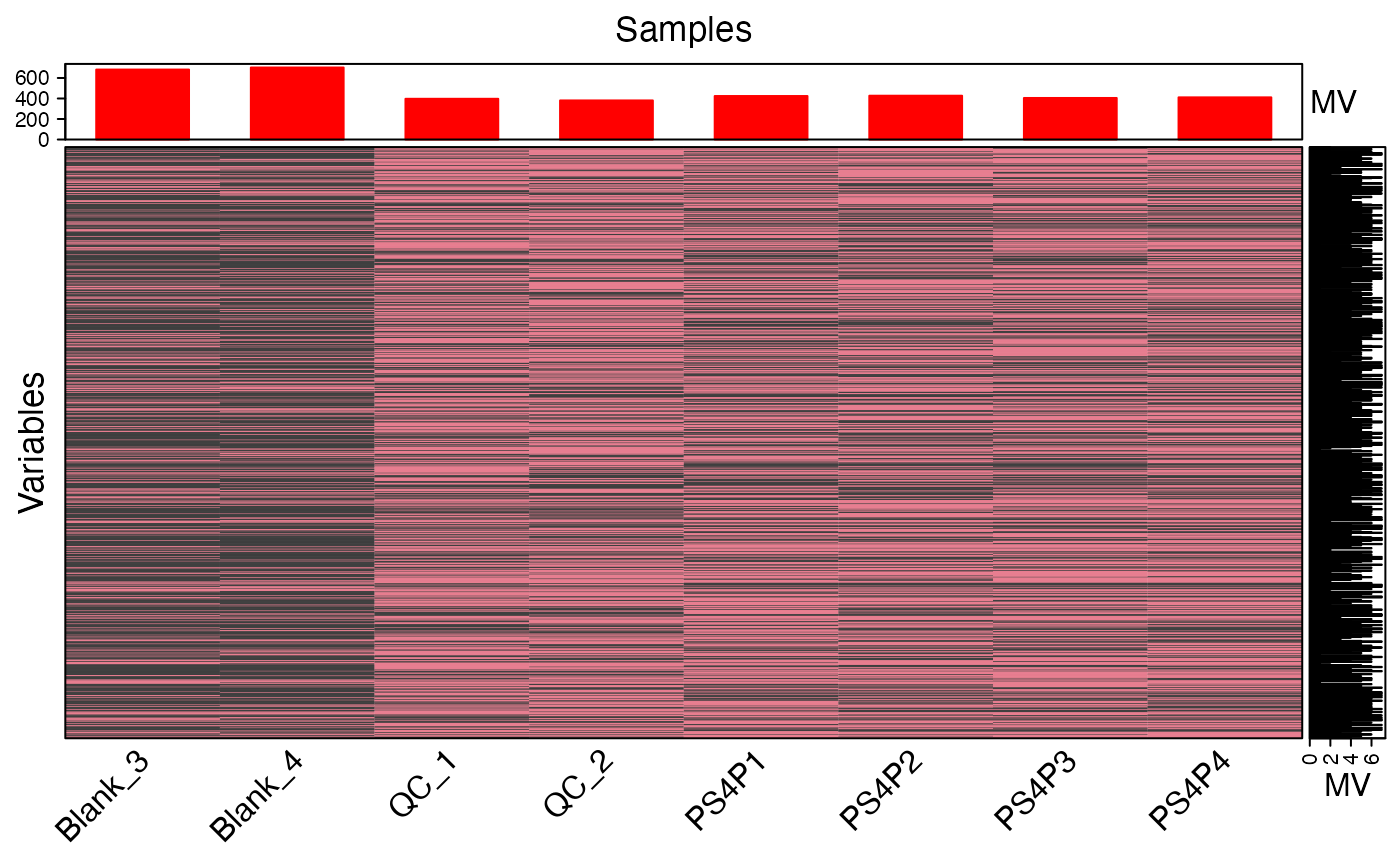 Samples
600
400
200
0
MV
Variables
0 2 4 6
MV
Blank_3 Blank_4 QC_1 QC_2 PS4P1 PS4P2 PS4P3 PS4P4